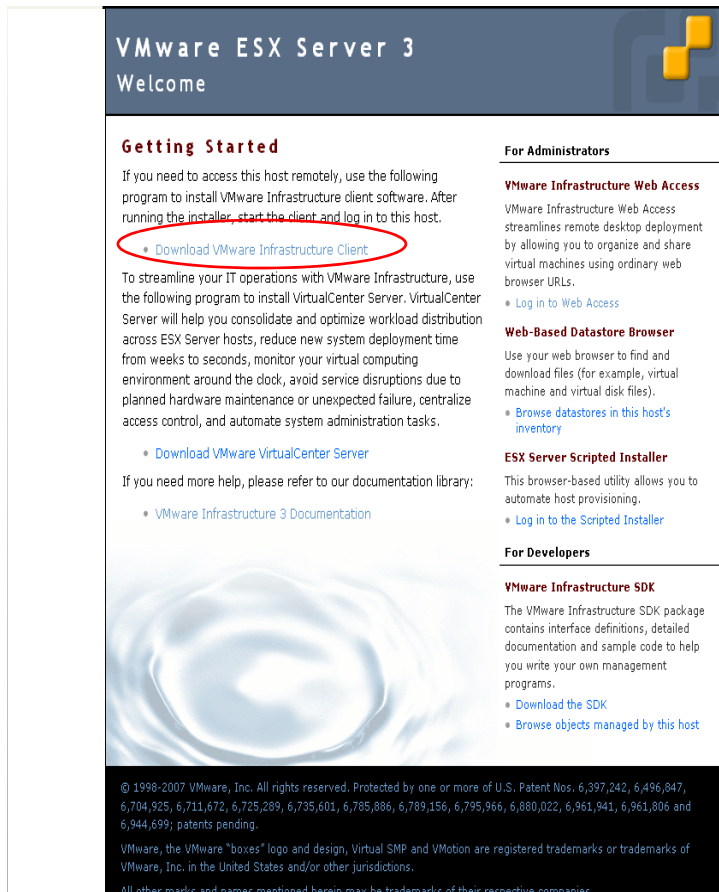 VMware ESX Server 3
Welcome
Getting Started
If you need to access this host remotely, use the following
program to install VMware Infrastructure client software. After
running the installer, start the client and log in to this host.
Download VMware Infrastructure Client
To streamline your IT operations with VMware Infrastructure, use
the following program to install VirtualCenter Server. VirtualCenter
Server will help you consolidate and optimize workload distribution
across ESX Server hosts, reduce new system deployment time
from weeks to seconds, monitor your virtual computing
environment around the clock, avoid service disruptions due to
planned hardware maintenance or unexpected failure, centralize
access control, and automate system administration tasks.
Download VMware VirtualCenter Server
If you need more help, please refer to our documentation library:
VMware Infrastructure 3 Documentation
For Administrators
VMware Infrastructure Web Access
VMware Infrastructure Web Access
streamlines remote desktop deployment
by allowing you to organize and share
virtual machines using ordinary web
browser URLs.
Log in to Web Access
Web-Based Datastore Browser
Use your web browser to find and
download files (for example, virtual
machine and virtual disk files).
Browse datastores in this host's
inventory
ESX Server Scripted Installer
This browser-based utility allows you to
automate host provisioning.
Log in to the Scripted Installer
For Developers
VMware Infrastructure SDK
The VMware Infrastructure SDK package
contains interface definitions, detailed
documentation and sample code to help
you write your own management
programs.
Download the SDK
Browse objects managed by this host
© 1998-2007 VMware, Inc. All rights reserved. Protected by one or more of U.S. Patent Nos. 6,397,242, 6,496,847,
6,704,925, 6,711,672, 6,725,289, 6,735,601, 6,785,886, 6,789,156, 6,795,966, 6,880,022, 6,961,941, 6,961,806 and
6,944,699; patents pending.
VMware, the VMware "boxes" logo and design, Virtual SMP and VMotion are registered trademarks or trademarks of
VMware, Inc. in the United States and/or other jurisdictions.
All other marks and names mentioned herein may be trademarks of their respective companies.